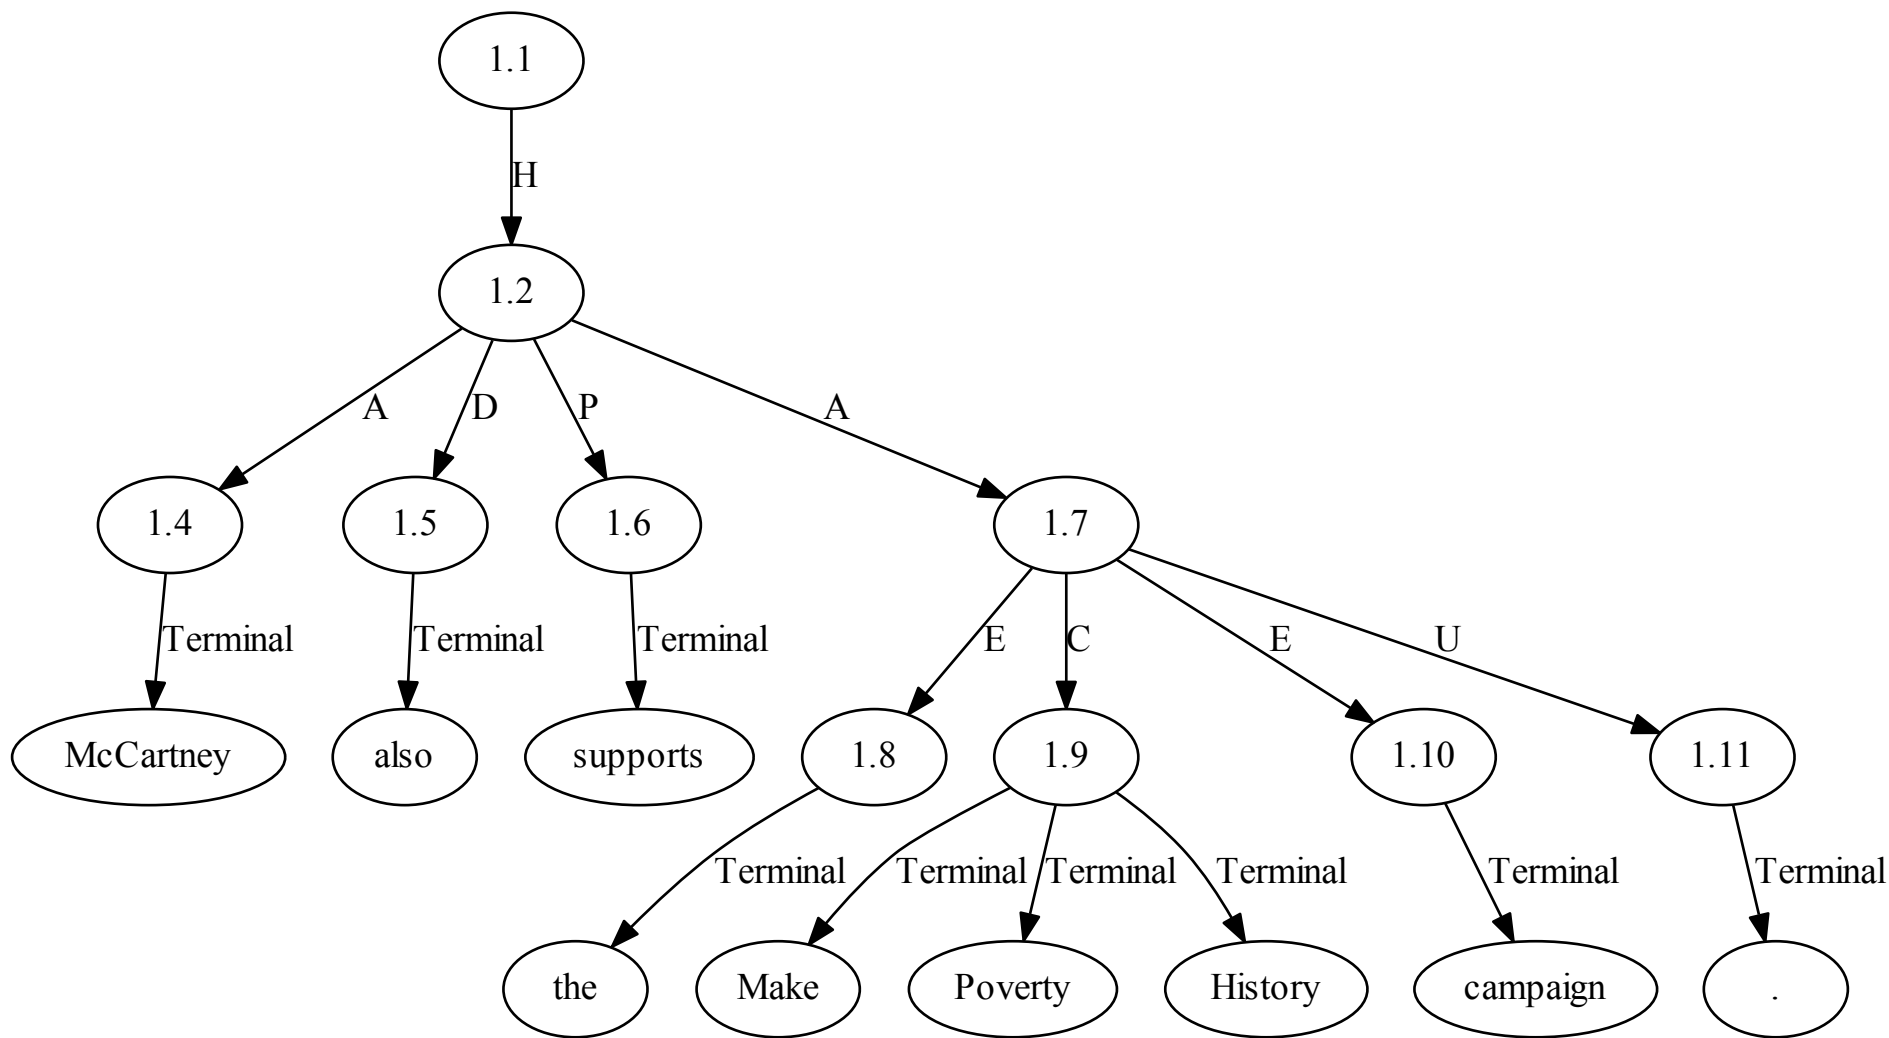 1.1
H
1.2
A D P A
1.4 1.5 1.6 1.7
Terminal Terminal Terminal E C E U
McCartney also supports 1.8 1.9 1.10 1.11
Terminal Terminal Terminal Terminal Terminal Terminal
the Make Poverty History campaign .